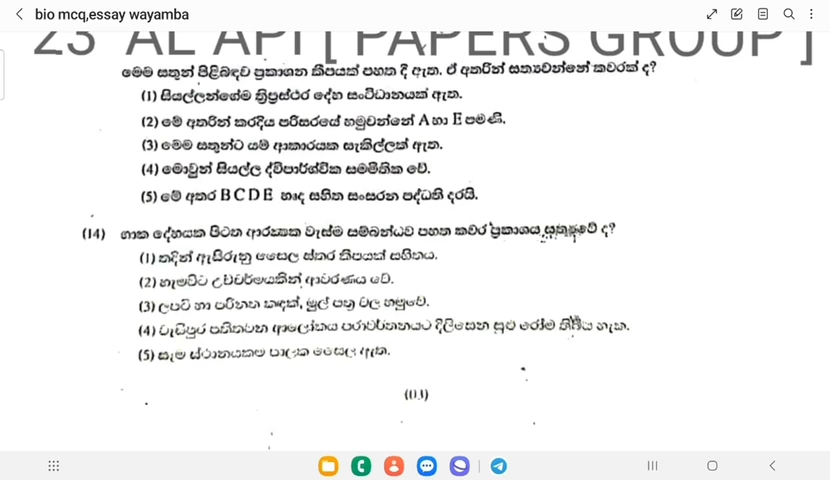 bio mcq,essay wayamba
23 AL API [ PAPERS GROUP ]
මෙම සතුන් පිළිබඳව ප්‍රකාශන කීපයක් පහත දී ඇත. ඒ අතරින් සත්‍යවන්නේ කවරක් ද?
(1) සියල්ලන්ගේම ත්‍රිප්‍රස්ථර දේහ සංවිධානයක් ඇත.
(2) මේ අතරින් කරදිය පරිසරයේ හමුවන්නේ A හා E පමණි.
(3) මෙම සතුන්ට යම් ආකාරයක සැකිල්ලක් ඇත.
(4) මොවුන් සියල්ල ද්විපාර්ශ්වික සමමිතික වේ.
(5) මේ අතර B C D E හෘද සහිත සංසරන පද්ධති දරයි.
(14) ශාක දේහයක පිටත ආරක්‍ෂක වැස්ම සම්බන්ධව පහත කවර ප්‍රකාශය ද?
(1) තදින් ඇසිරුනු සෛල ස්තර කීපයක් සහිතය.
(2) හැමවිට උච්චර්මයකින් ආවරණය වේ.
(3) ලපටි හා පරිනත කඳන්, මුල් පත්‍ර වල හමුවේ.
(4) වැඩිපුර පතිතවන ආලෝකය පරාවර්තනයට දිලිසෙන සුළු රෝම හැක.
(5) සෑම ස්ථානයකම පාලක සෛල ඇත.
(03)